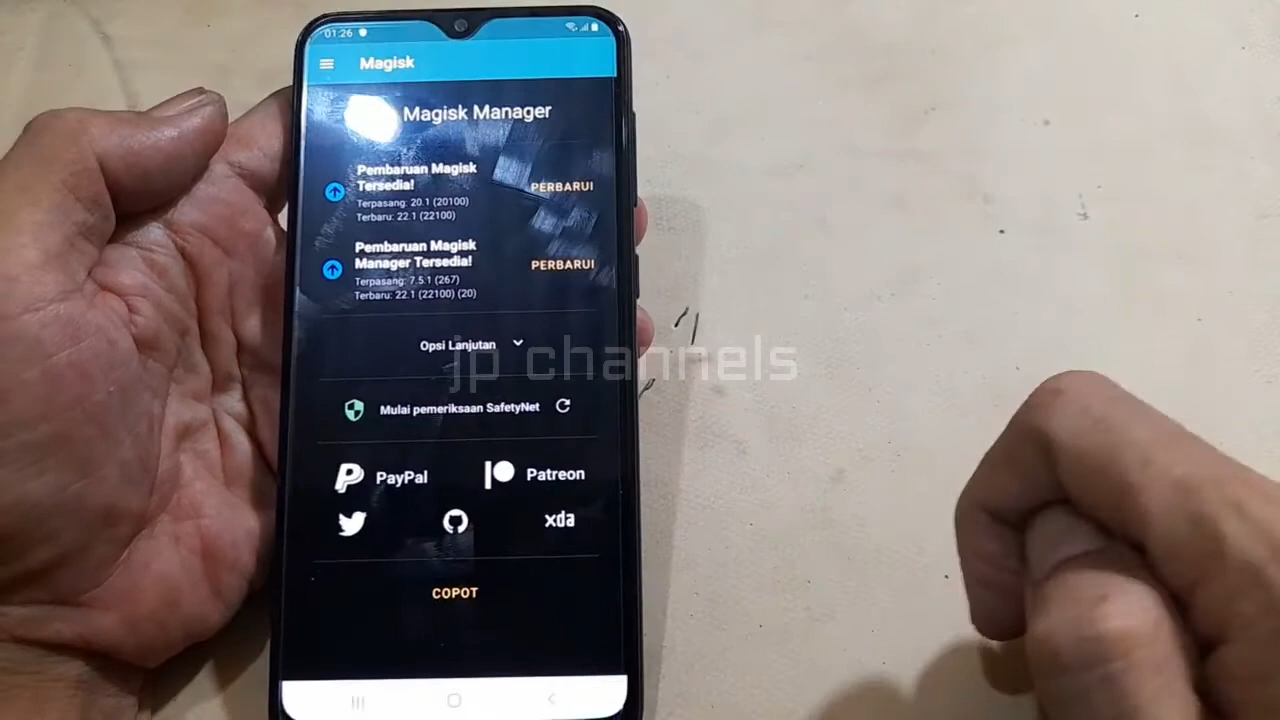 01:26
Magisk
Magisk Manager
Pembaruan Magisk
Tersedia!
PERBARUI
Terpasang: 20.1 (20100)
Terbaru: 22.1 (22100)
Pembaruan Magisk
Manager Tersedia!
PERBARUI
Terpasang: 7.5.1 (267)
Terbaru: 22.1 (22100) (20)
Opsi Lanjutan
jp channels
Mulai pemeriksaan SafetyNet
PayPal
Patreon
xda
COPOT